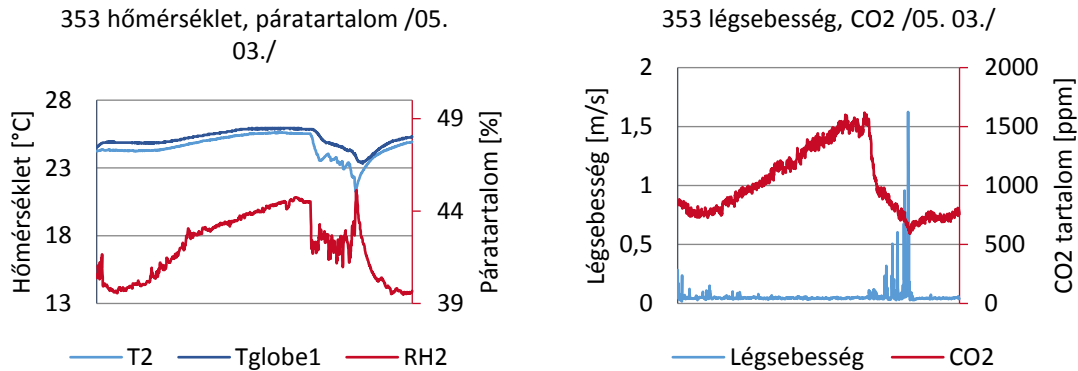 353 hőmérséklet, páratartalom /05.
03./
Hőmérséklet [°C]
28
23
18
13
49
44
39
Páratartalom [%]
T2
Tglobe1
RH2
353 légsebesség, CO2 /05. 03./
Légsebesség [m/s]
2
1,5
1
0,5
0
2000
1500
1000
500
0
CO2 tartalom [ppm]
Légsebesség
CO2